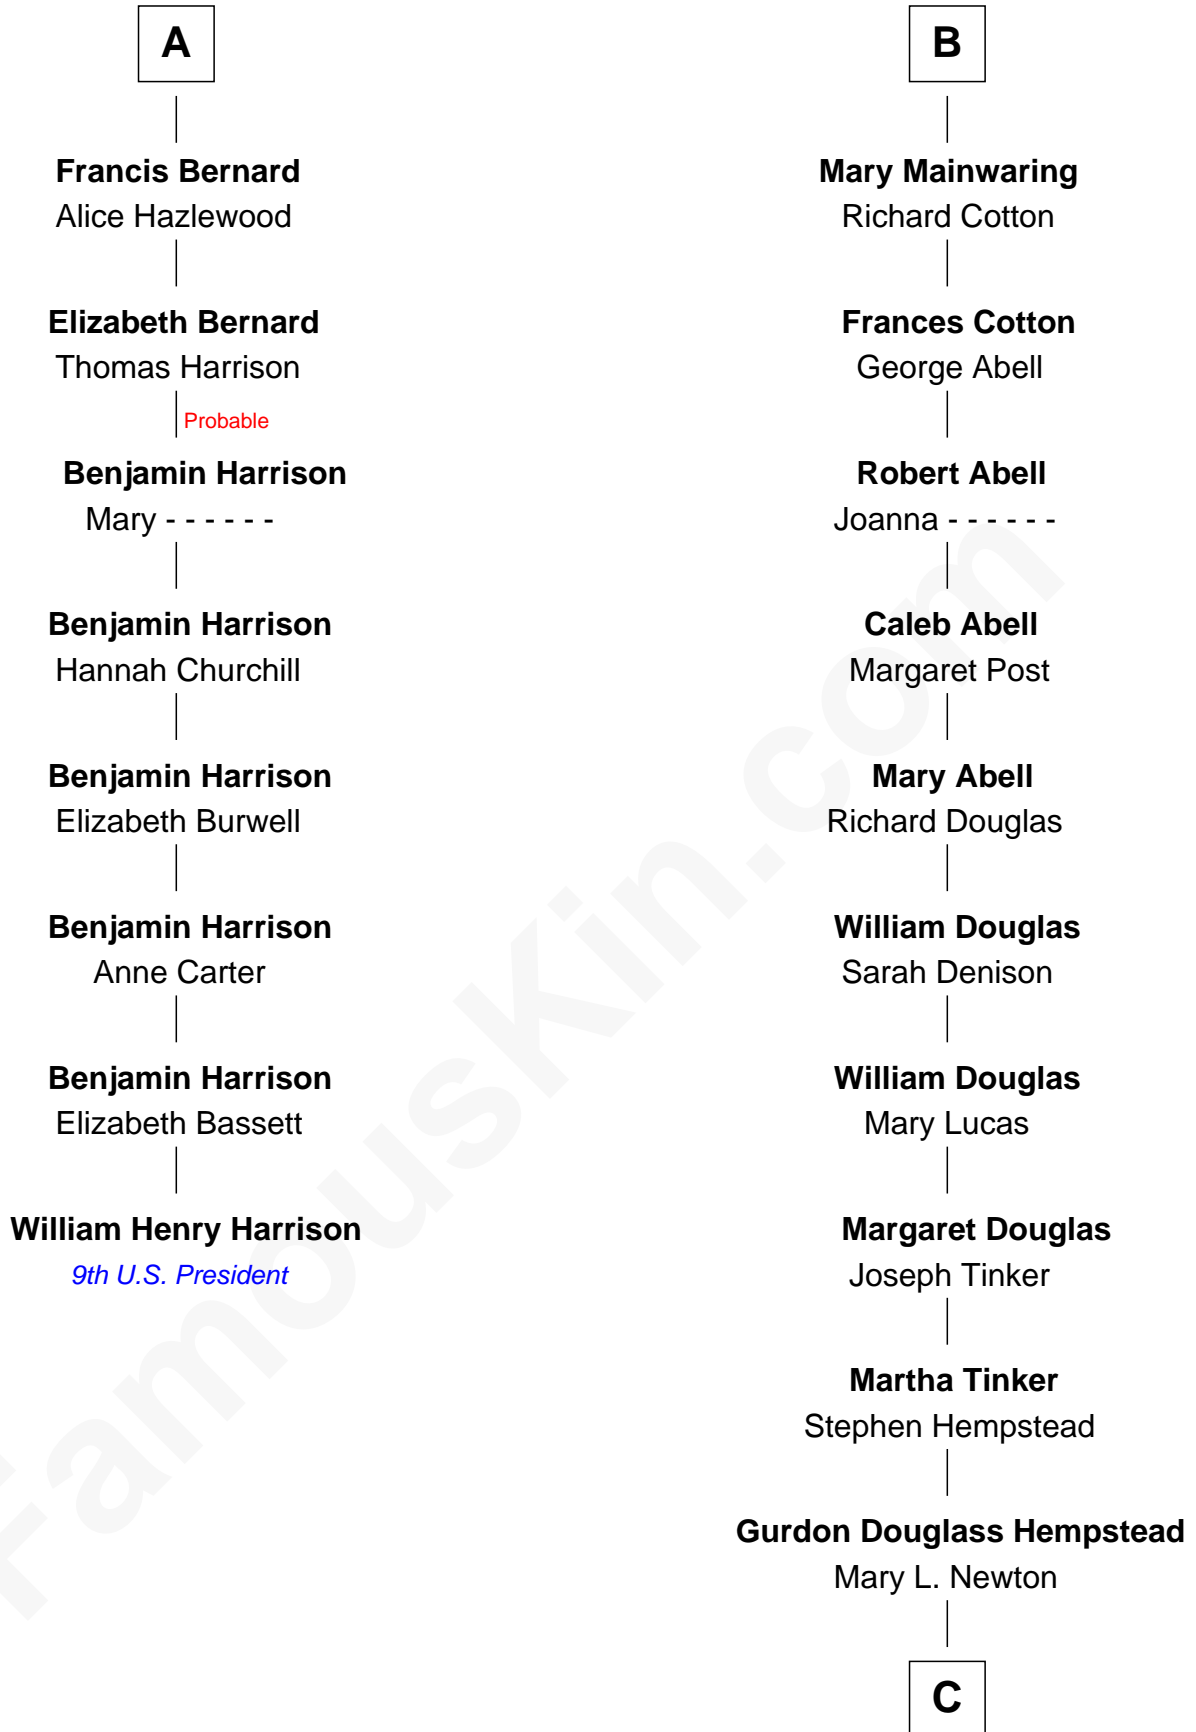 A
Francis Bernard
Alice Hazlewood
Elizabeth Bernard
Thomas Harrison
Probable
Benjamin Harrison
Mary - - - - - -
Benjamin Harrison
Hannah Churchill
Benjamin Harrison
Elizabeth Burwell
Benjamin Harrison
Anne Carter
Benjamin Harrison
Elizabeth Bassett
William Henry Harrison
9th U.S. President
B
Mary Mainwaring
Richard Cotton
Frances Cotton
George Abell
Robert Abell
Joanna - - - - - -
Caleb Abell
Margaret Post
Mary Abell
Richard Douglas
William Douglas
Sarah Denison
William Douglas
Mary Lucas
Margaret Douglas
Joseph Tinker
Martha Tinker
Stephen Hempstead
Gurdon Douglass Hempstead
Mary L. Newton
C
FamousKin.com